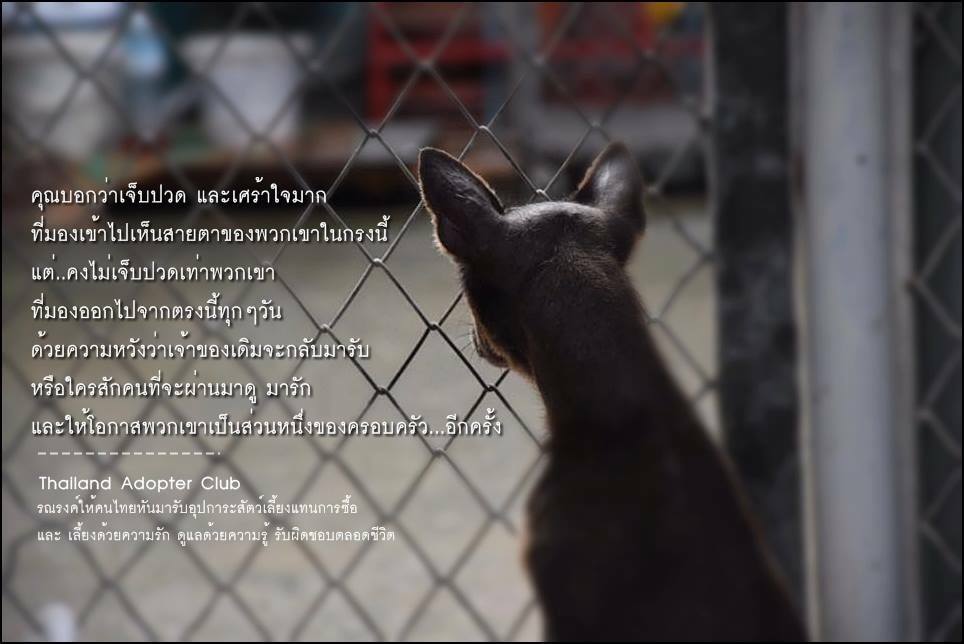 คุณบอกว่าเจ็บปวด และเศร้าใจมาก
ที่มองเข้าไปเห็นสายตาของพวกเขาในกรงนี้
แต่..คงไม่เจ็บปวดเท่าพวกเขา
ที่มองออกไปจากตรงนี้ทุกๆวัน
ด้วยความหวังว่าเจ้าของเดิมจะกลับมารับ
หรือใครสักคนที่จะผ่านมาดู มารัก
และให้โอกาสพวกเขาเป็นส่วนหนึ่งของครอบครัว...อีกครั้ง
Thailand Adopter Club
รณรงค์ให้คนไทยหันมารับอุปการะสัตว์เลี้ยงแทนการซื้อ
และ เลี้ยงด้วยความรัก ดูแลด้วยความรู้ รับผิดชอบตลอดชีวิต